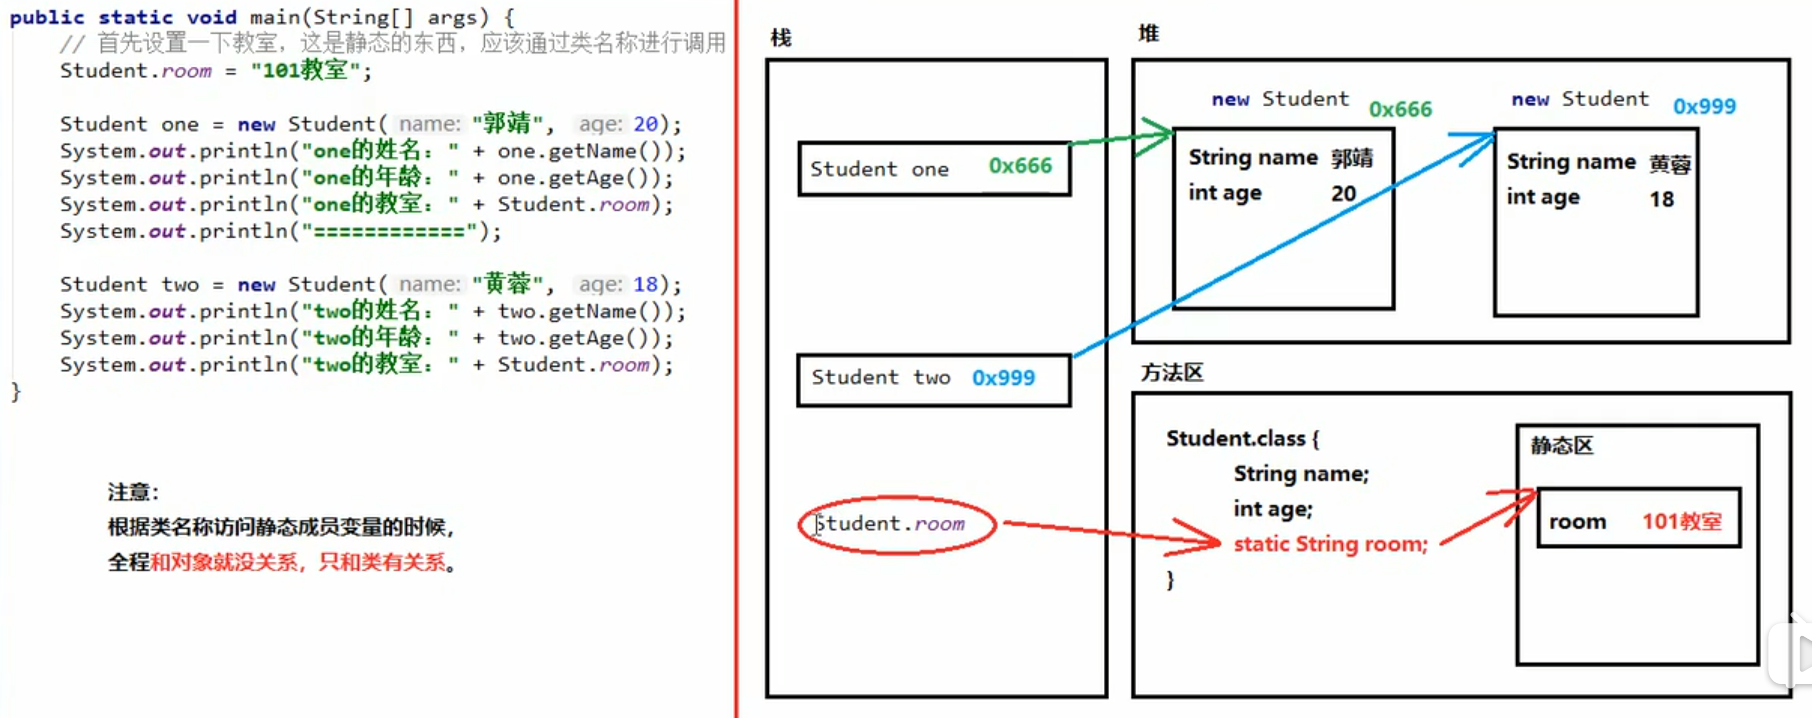 public static void main(String[] args) {
// 首先设置一下教室，这是静态的东西，应该通过类名称进行调用
Student.room = "101教室";
Student one = new Student( name: "郭靖", age: 20);
System.out.println("one的姓名：" + one.getName());
System.out.println("one的年龄：" + one.getAge());
System.out.println("one的教室：" + Student.room);
System.out.println("============");
Student two = new Student( name: "黄蓉", age: 18);
System.out.println("two的姓名：" + two.getName());
System.out.println("two的年龄：" + two.getAge());
System.out.println("two的教室：" + Student.room);
}
注意：
根据类名称访问静态成员变量的时候，
全程和对象就没关系，只和类有关系。
栈
Student one 0x666
Student two 0x999
Student.room
堆
new Student 0x666
String name 郭靖
int age 20
new Student 0x999
String name 黄蓉
int age 18
方法区
Student.class {
String name;
int age;
static String room;
}
静态区
room 101教室